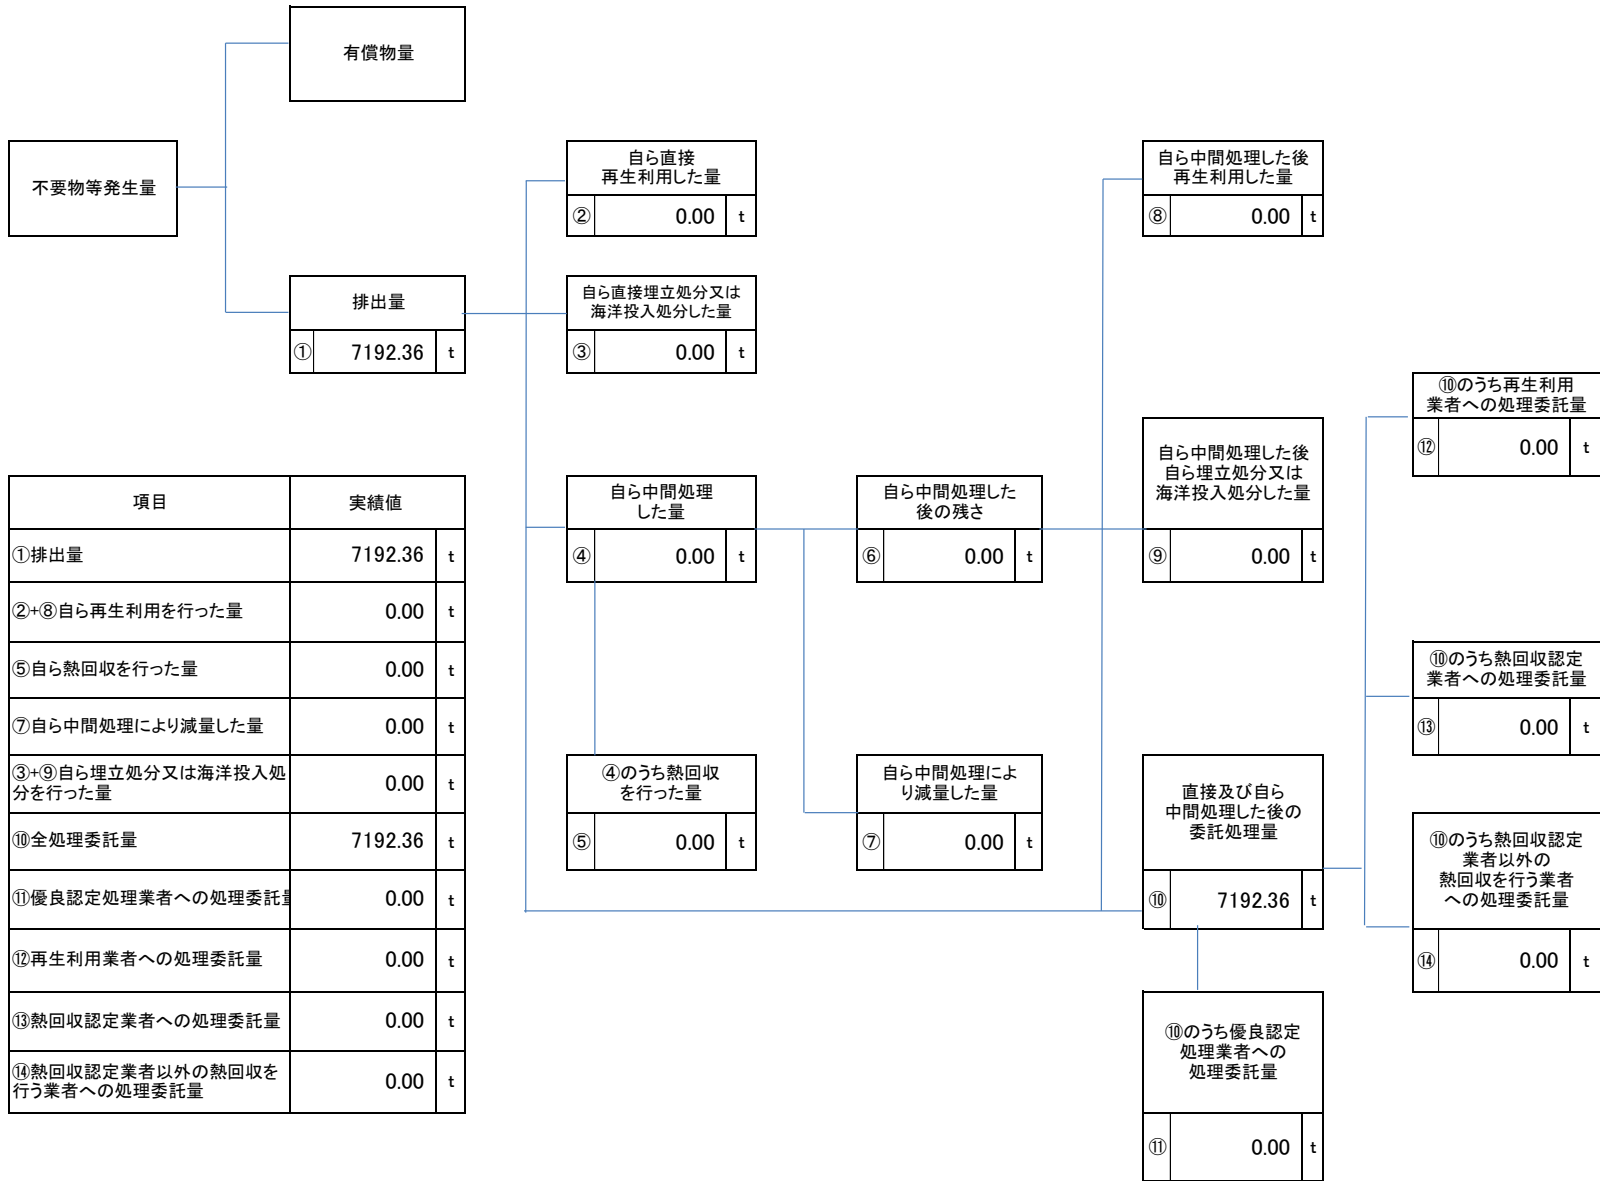 有償物量
不要物等発生量
排出量
① 7192.36 t
自ら直接
再生利用した量
② 0.00 t
自ら直接埋立処分又は
海洋投入処分した量
③ 0.00 t
自ら中間処理
した量
④ 0.00 t
④のうち熱回収
を行った量
⑤ 0.00 t
自ら中間処理した
後の残さ
⑥ 0.00 t
自ら中間処理によ
り減量した量
⑦ 0.00 t
自ら中間処理した後
再生利用した量
⑧ 0.00 t
自ら中間処理した後
自ら埋立処分又は
海洋投入処分した量
⑨ 0.00 t
直接及び自ら
中間処理した後の
委託処理量
⑩ 7192.36 t
⑩のうち優良認定
処理業者への
処理委託量
⑪ 0.00 t
⑩のうち再生利用
業者への処理委託量
⑫ 0.00 t
⑩のうち熱回収認定
業者への処理委託量
⑬ 0.00 t
⑩のうち熱回収認定
業者以外の
熱回収を行う業者
への処理委託量
⑭ 0.00 t
項目 実績値
①排出量 7192.36 t
②+⑧自ら再生利用を行った量 0.00 t
⑤自ら熱回収を行った量 0.00 t
⑦自ら中間処理により減量した量 0.00 t
③+⑨自ら埋立処分又は海洋投入処
分を行った量 0.00 t
⑩全処理委託量 7192.36 t
⑪優良認定処理業者への処理委託量 0.00 t
⑫再生利用業者への処理委託量 0.00 t
⑬熱回収認定業者への処理委託量 0.00 t
⑭熱回収認定業者以外の熱回収を
行う業者への処理委託量 0.00 t